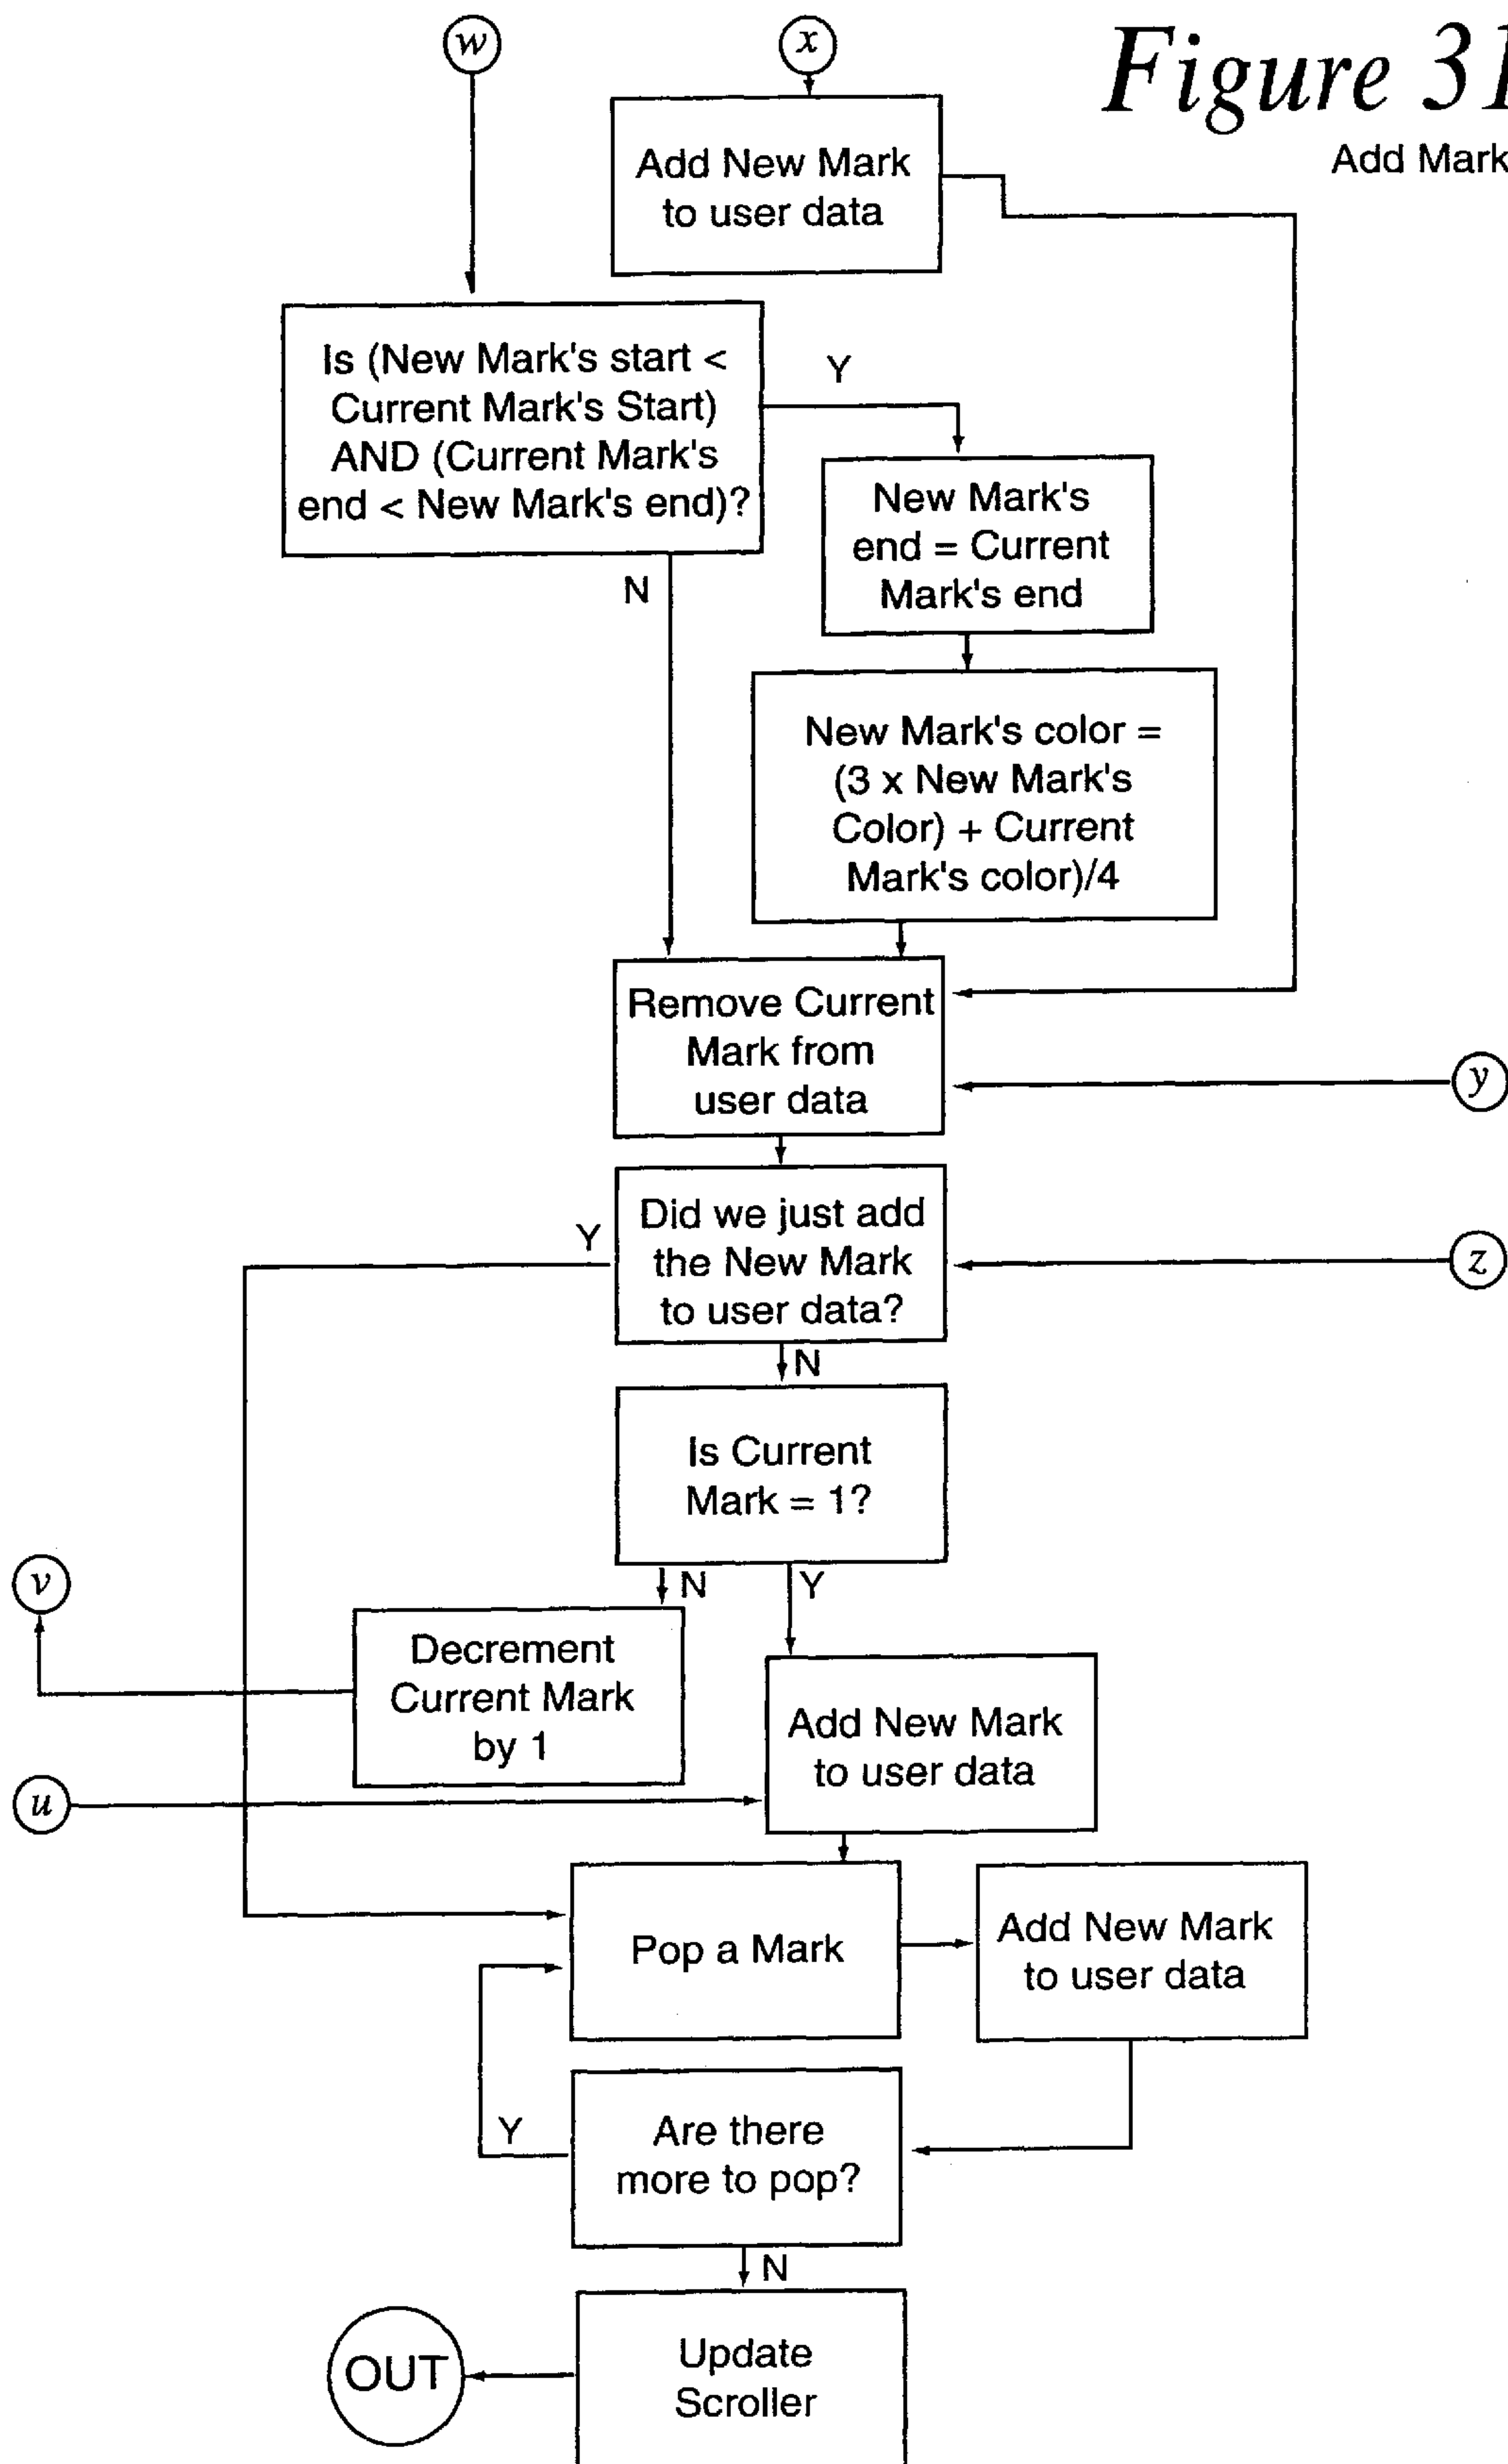 w
x
Figure 31
Add Mark
Add New Mark
to user data
Is (New Mark's start <
Current Mark's Start)
AND (Current Mark's
end < New Mark's end)?
Y
N
New Mark's
end = Current
Mark's end
New Mark's color =
(3 x New Mark's
Color) + Current
Mark's color)/4
Remove Current
Mark from
user data
y
Did we just add
the New Mark
to user data?
Y
z
N
Is Current
Mark = 1?
v
N
Y
Decrement
Current Mark
by 1
Add New Mark
to user data
u
Pop a Mark
Add New Mark
to user data
Y
Are there
more to pop?
N
OUT
Update
Scroller